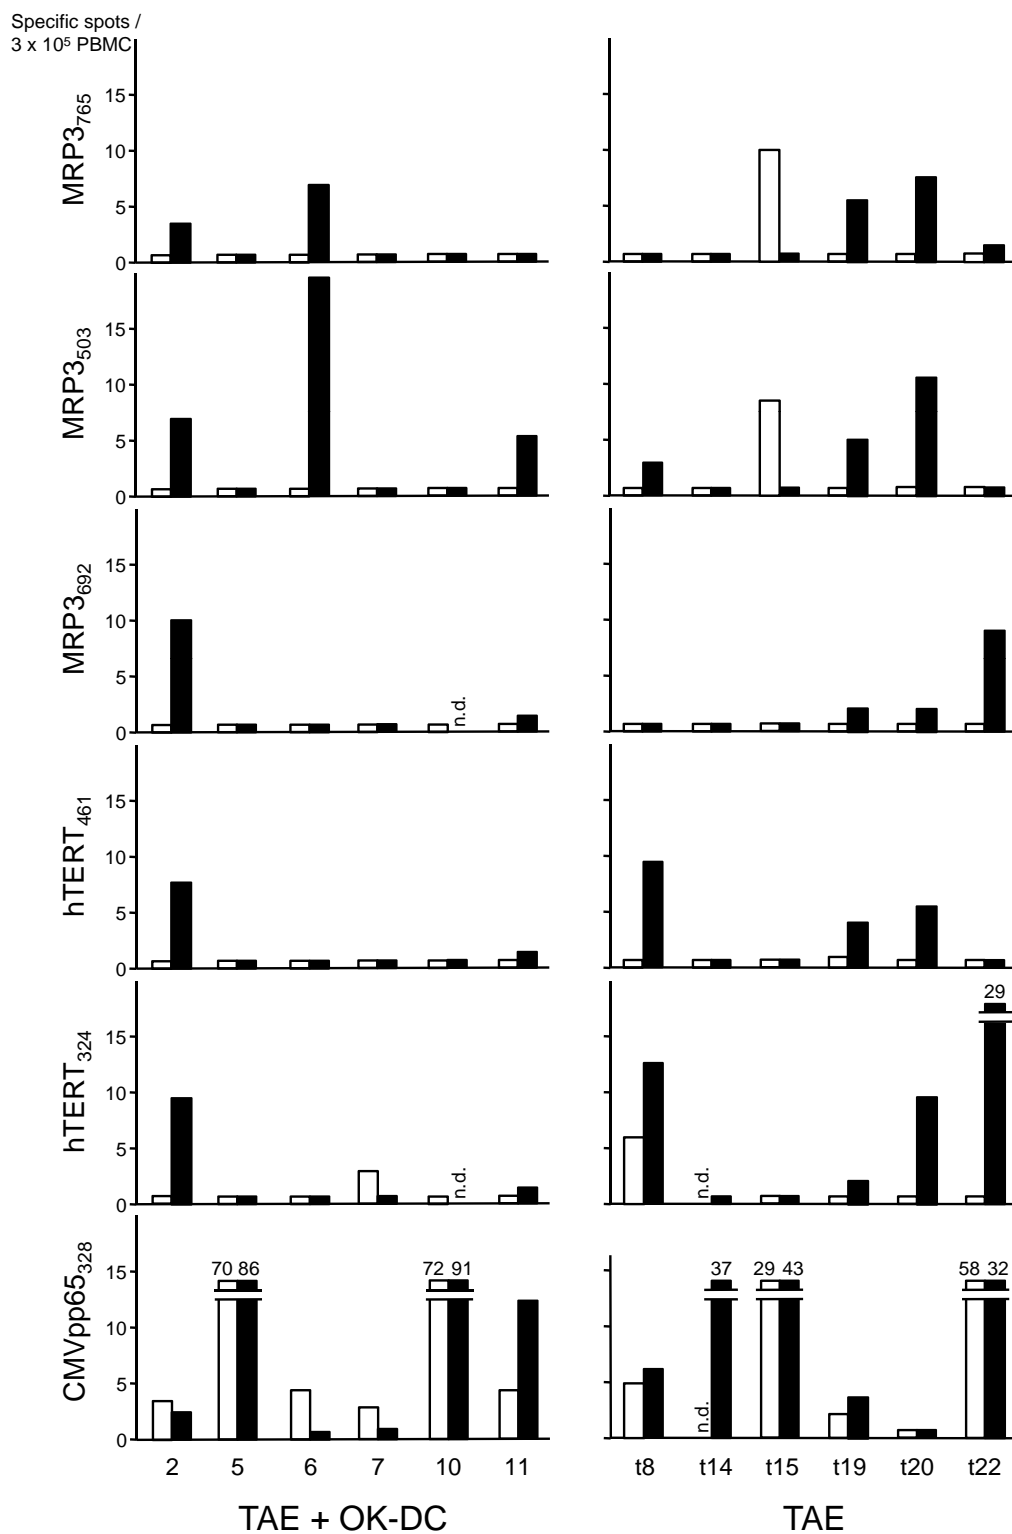 Specific spots /
3 x 10⁵ PBMC
MRP3₇₆₅
15
10
5
0
MRP3₅₀₃
15
10
5
0
MRP3₆₉₂
15
10
5
0
n.d.
hTERT₄₆₁
15
10
5
0
hTERT₃₂₄
15
10
5
0
n.d.
n.d.
29
CMVpp65₃₂₈
15
10
5
0
70 86
72 91
n.d.
37
29 43
58 32
2 5 6 7 10 11
t8 t14 t15 t19 t20 t22
TAE + OK-DC
TAE